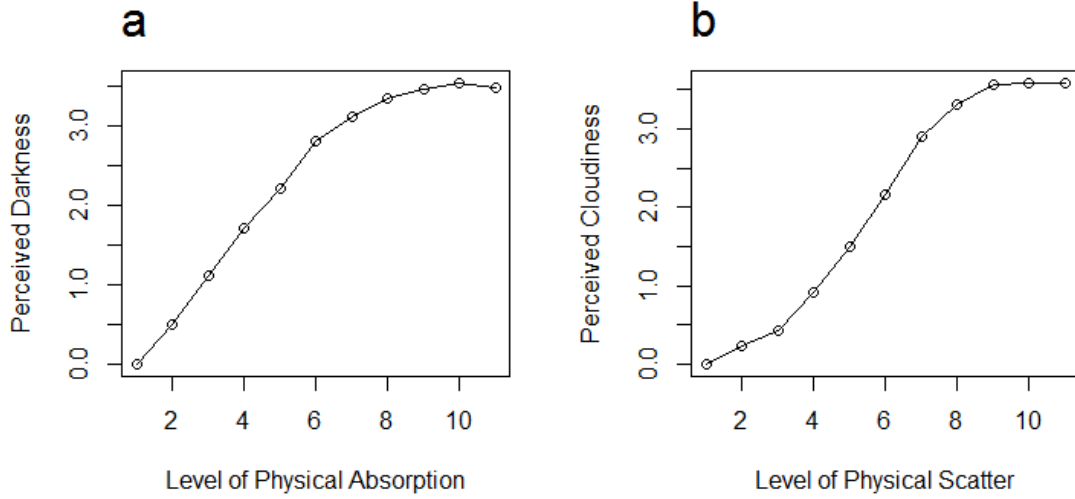 a
Perceived Darkness
3.0
2.0
1.0
0.0
2 4 6 8 10
Level of Physical Absorption
b
Perceived Cloudiness
3.0
2.0
1.0
0.0
2 4 6 8 10
Level of Physical Scatter